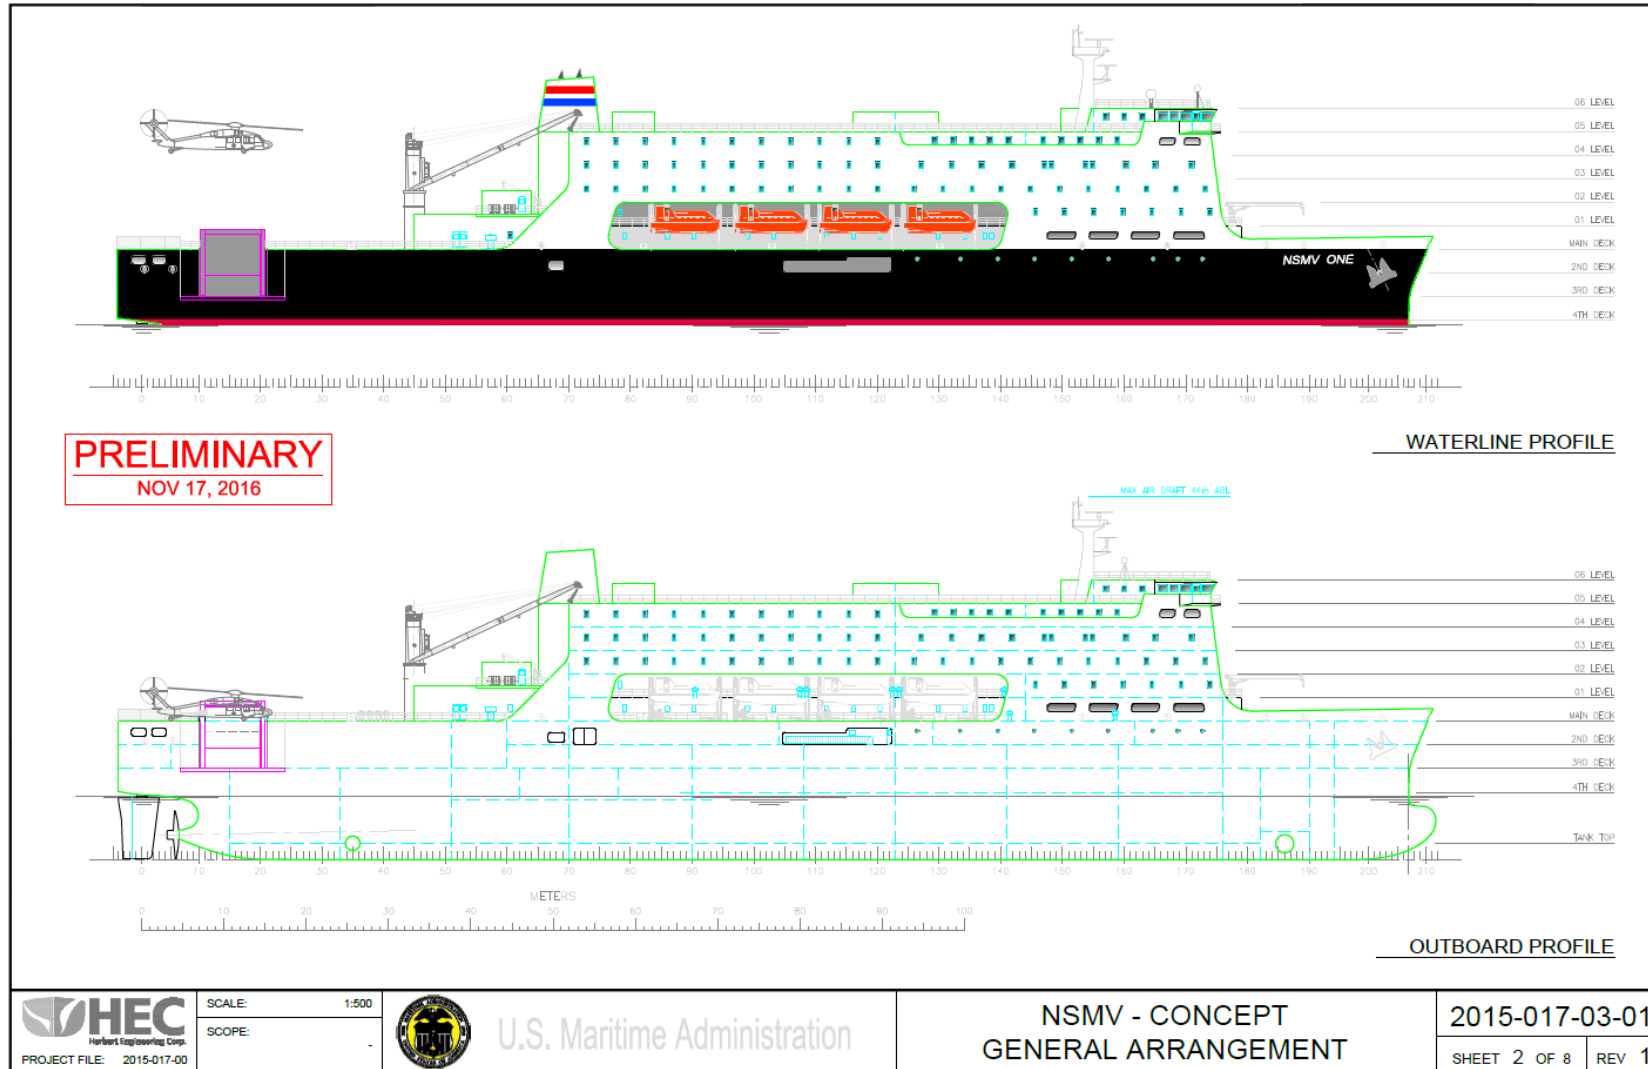 06 LEVEL
05 LEVEL
04 LEVEL
03 LEVEL
02 LEVEL
01 LEVEL
MAIN DECK
2ND DECK
3RD DECK
4TH DECK
NSMV ONE
0 10 20 30 40 50 60 70 80 90 100 110 120 130 140 150 160 170 180 190 200 210
WATERLINE PROFILE
PRELIMINARY
NOV 17, 2016
MAX AIR DRAFT 44m ABL
06 LEVEL
05 LEVEL
04 LEVEL
03 LEVEL
02 LEVEL
01 LEVEL
MAIN DECK
2ND DECK
3RD DECK
4TH DECK
TANK TOP
0 10 20 30 40 50 60 70 80 90 100 110 120 130 140 150 160 170 180 190 200 210
METERS
0 10 20 30 40 50 60 70 80 90 100
OUTBOARD PROFILE
HEC
Herbert Engineering Corp.
PROJECT FILE: 2015-017-00
SCALE: 1:500
SCOPE: -
U.S. Maritime Administration
NSMV - CONCEPT
GENERAL ARRANGEMENT
2015-017-03-01
SHEET 2 OF 8 REV 1